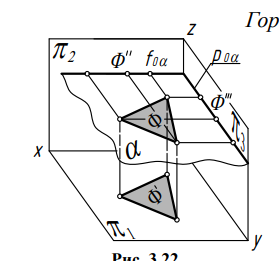 Гор
z
π2 Ф'' f0α p0α
Ф'''
π3
Ф
x α
Ф'
π1 y
Рис. 3.22